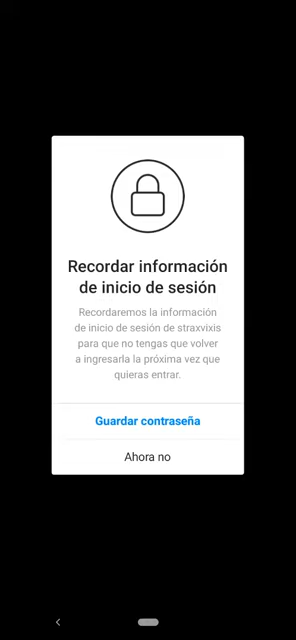 Recordar información
de inicio de sesión
Recordaremos la información
de inicio de sesión de straxvixis
para que no tengas que volver
a ingresarla la próxima vez que
quieras entrar.
Guardar contraseña
Ahora no